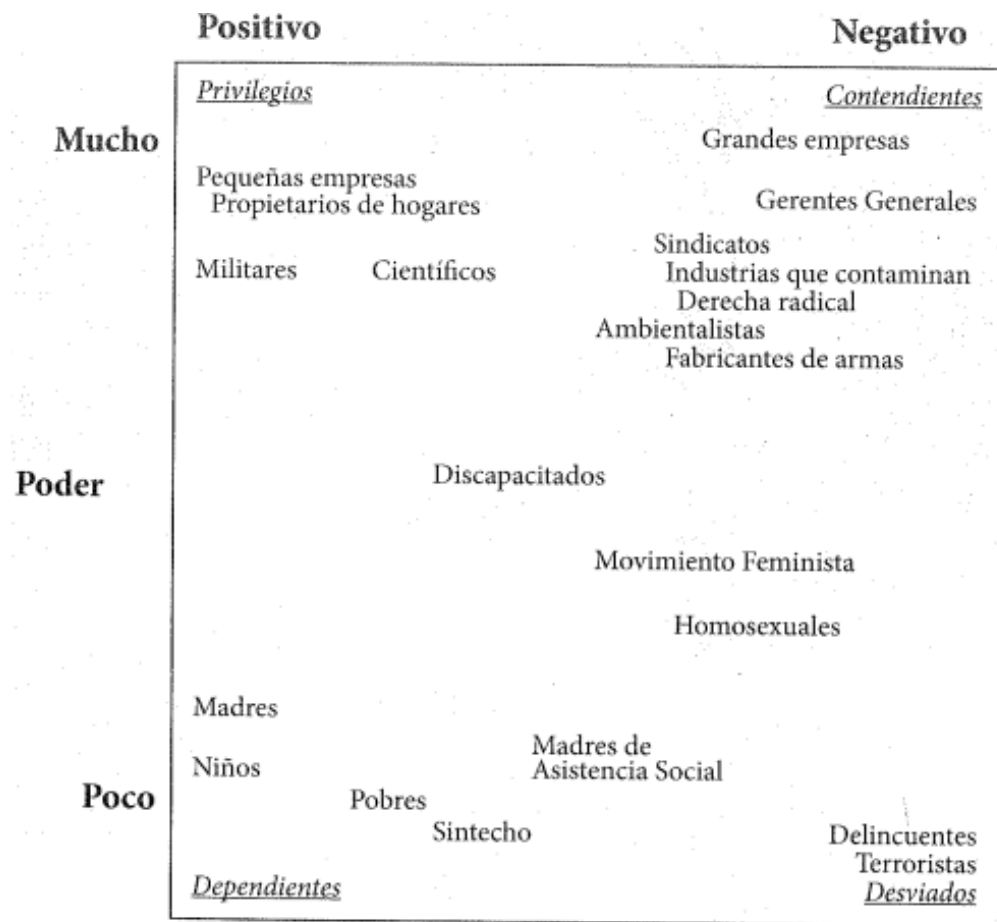 Positivo Negativo
Privilegios Contendientes
Mucho Grandes empresas
Pequeñas empresas
Propietarios de hogares Gerentes Generales
Sindicatos
Militares Científicos Industrias que contaminan
Derecha radical
Ambientalistas
Fabricantes de armas
Poder Discapacitados
Movimiento Feminista
Homosexuales
Madres
Madres de
Niños Asistencia Social
Poco Pobres
Sintecho Delincuentes
Terroristas
Dependientes Desviados